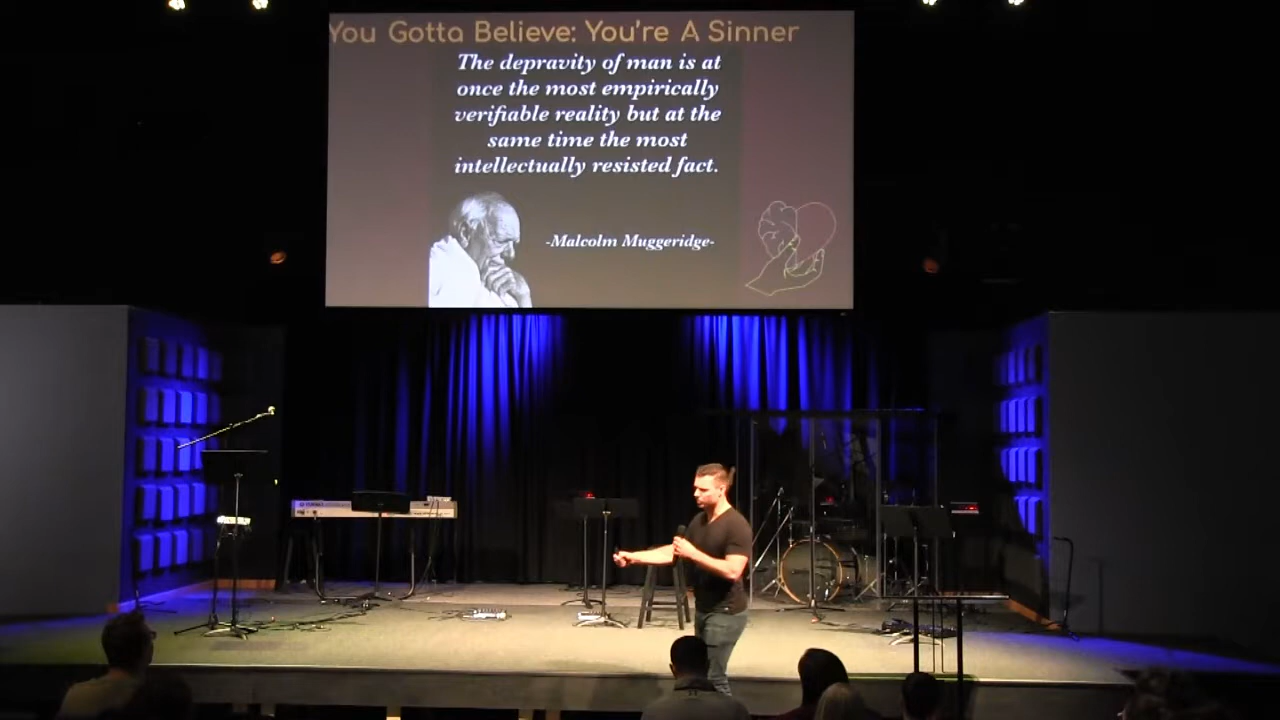 You Gotta Believe: You're A Sinner
The depravity of man is at
once the most empirically
verifiable reality but at the
same time the most
intellectually resisted fact.
-Malcolm Muggeridge-